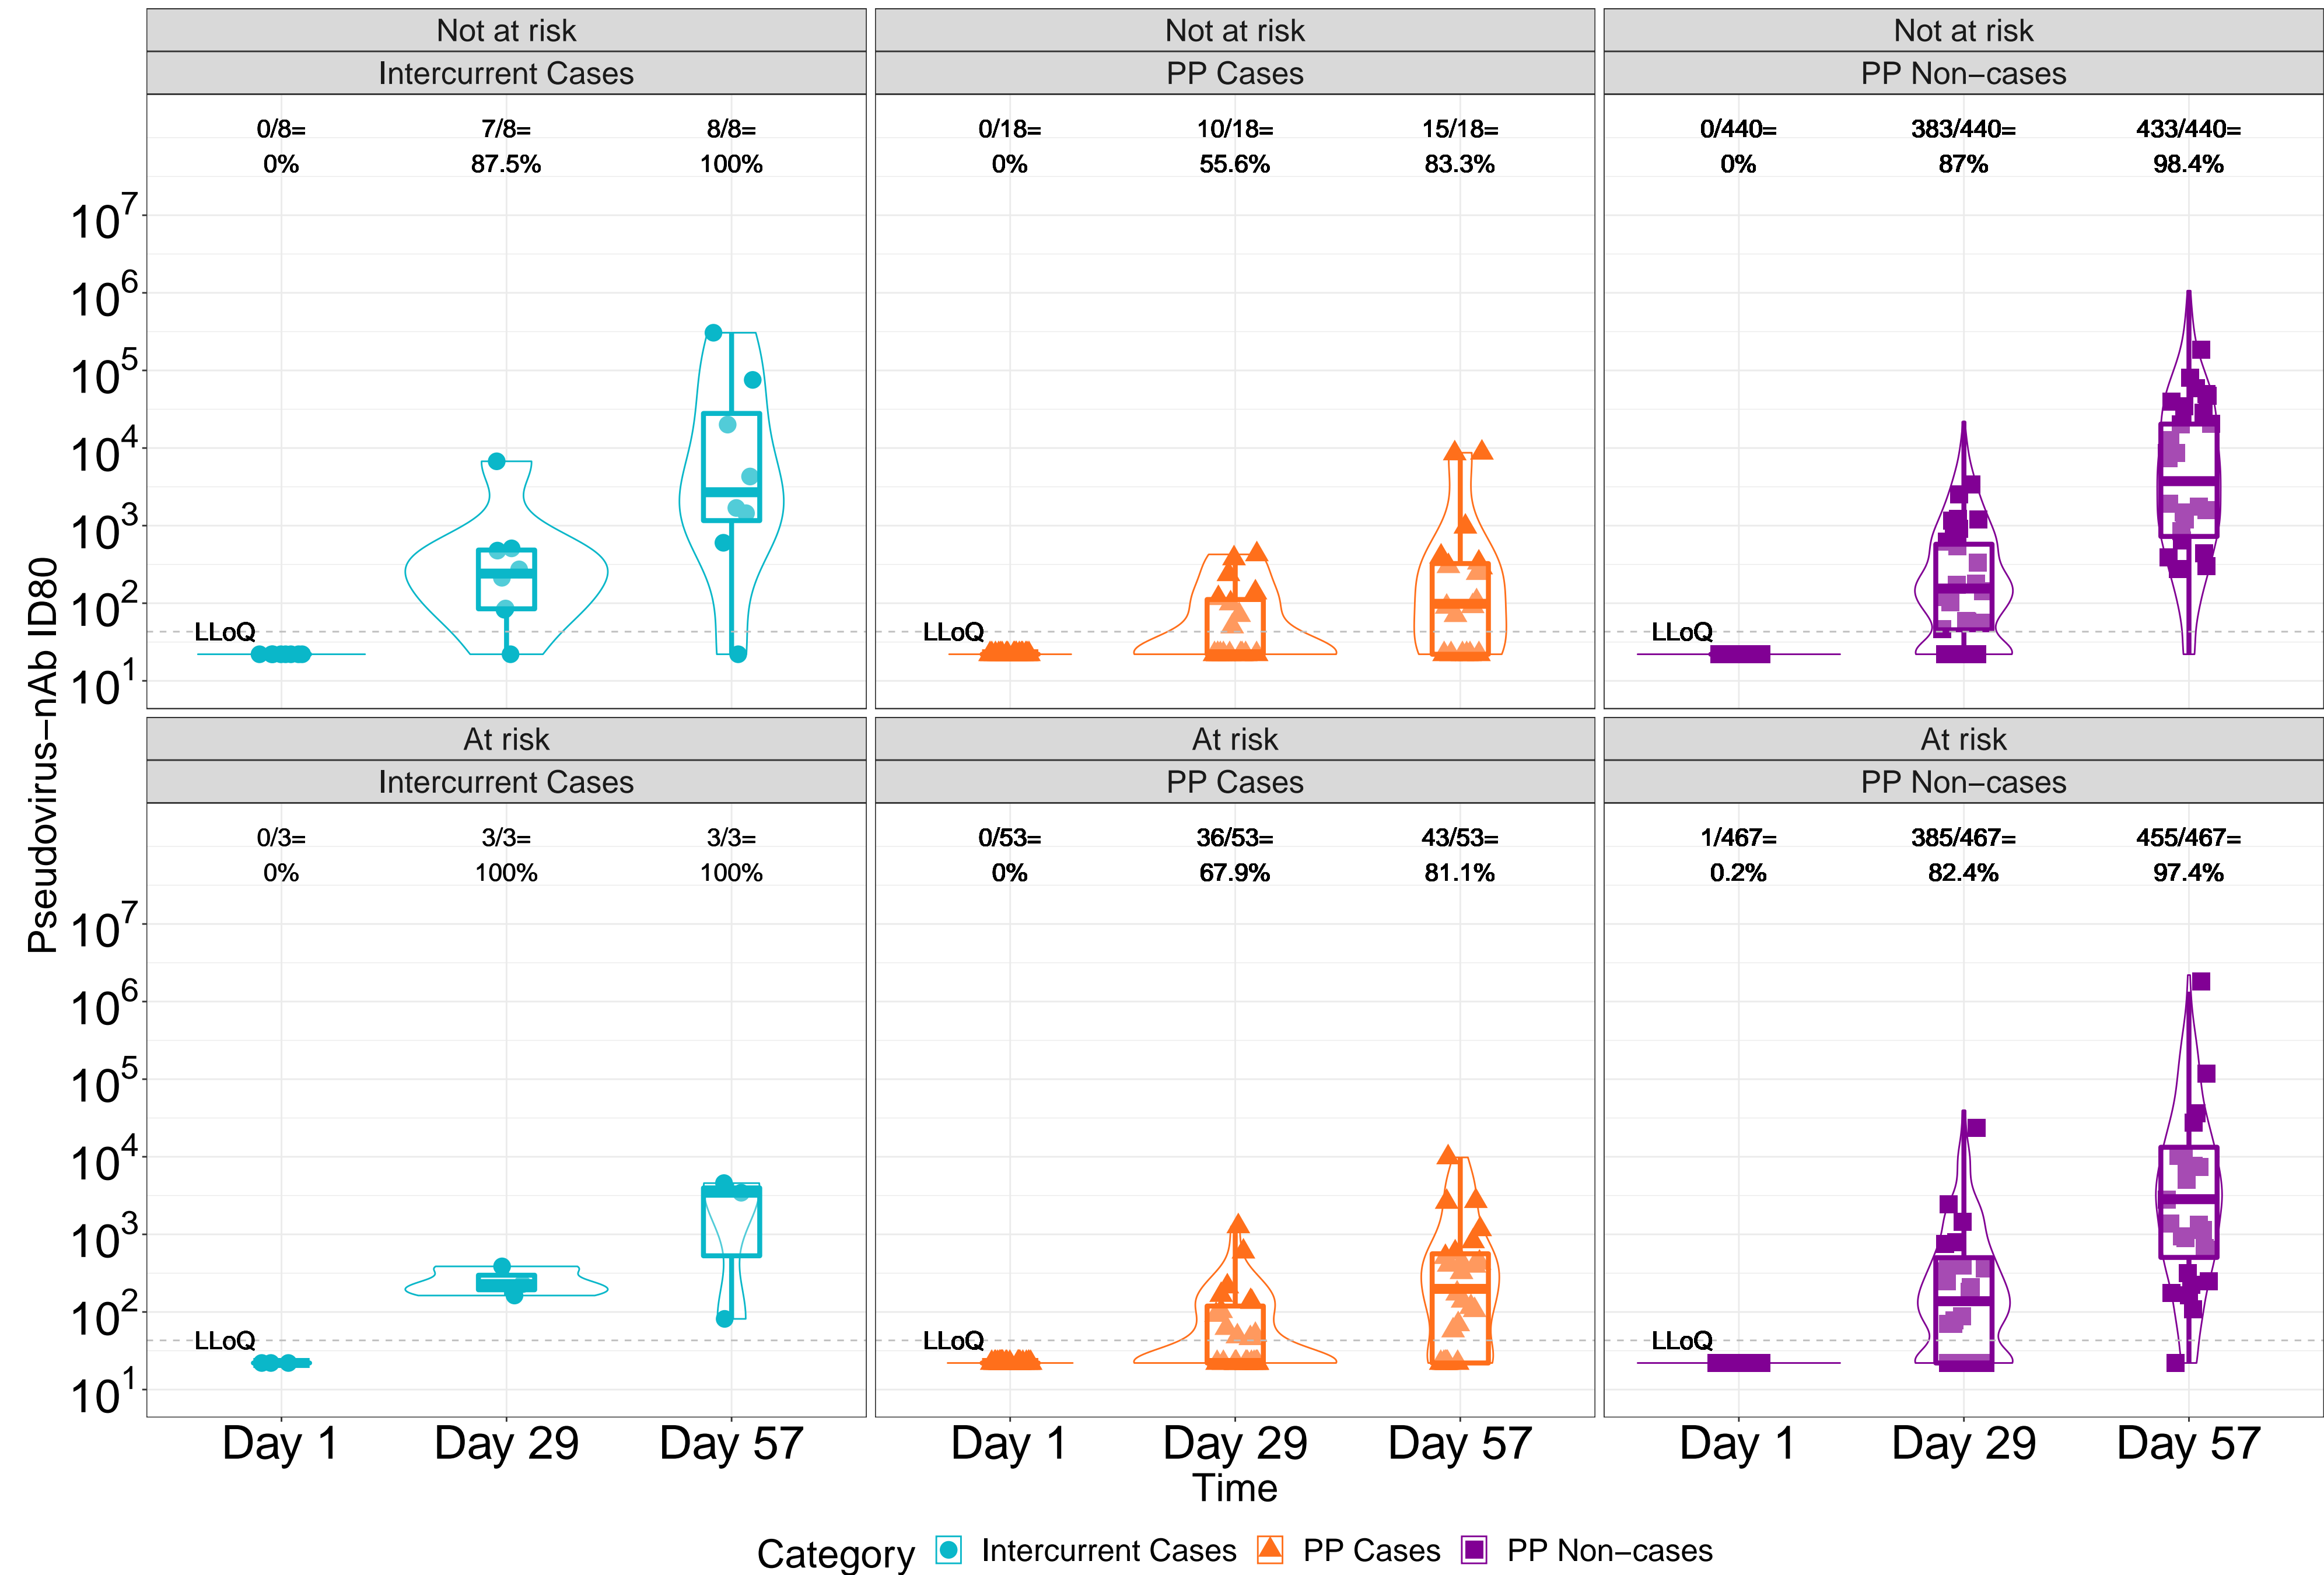 Not at risk
Not at risk
Not at risk
Intercurrent Cases
PP Cases
PP Non−cases
0/8=
7/8=
8/8=
0/18=
10/18=
15/18=
0/440=
383/440=
433/440=
0%
87.5%
100%
0%
55.6%
83.3%
0%
87%
98.4%
10^7
10^6
10^5
10^4
10^3
10^2
10^1
LLoQ
LLoQ
LLoQ
Pseudovirus−nAb ID80
At risk
At risk
At risk
Intercurrent Cases
PP Cases
PP Non−cases
0/3=
3/3=
3/3=
0/53=
36/53=
43/53=
1/467=
385/467=
455/467=
0%
100%
100%
0%
67.9%
81.1%
0.2%
82.4%
97.4%
10^7
10^6
10^5
10^4
10^3
10^2
10^1
LLoQ
LLoQ
LLoQ
Day 1
Day 29
Day 57
Day 1
Day 29
Day 57
Day 1
Day 29
Day 57
Time
Category
Intercurrent Cases
PP Cases
PP Non−cases